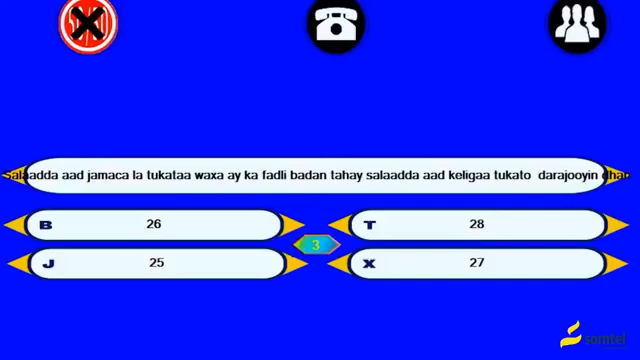 Salaadda aad jamaca la tukataa waxa ay ka fadli badan tahay salaadda aad keligaa tukato darajooyin dhan
B 26
T 28
3
J 25
X 27
somtel